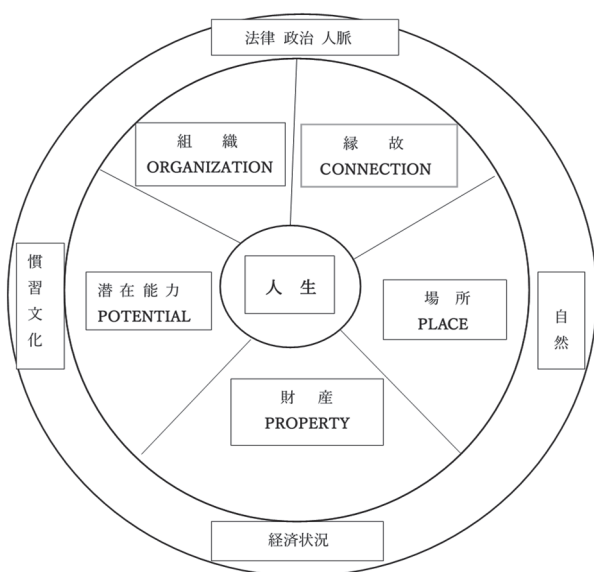 法律 政治 人脈
組 織
ORGANIZATION
縁 故
CONNECTION
慣
習
文
化
潜 在 能 力
POTENTIAL
人 生
場 所
PLACE
自
然
財 産
PROPERTY
経済状況